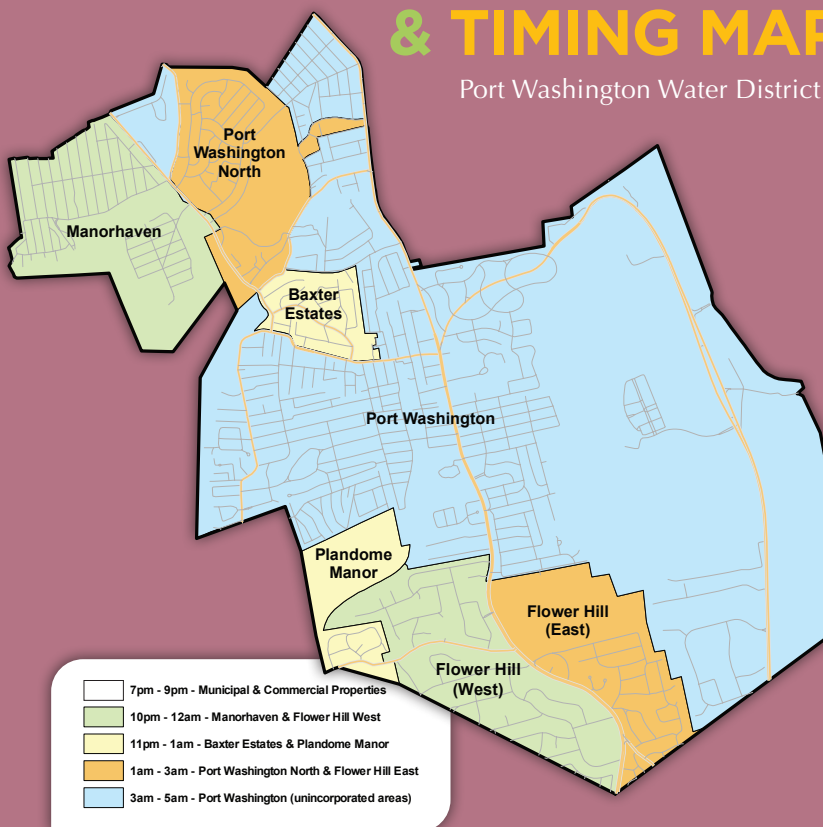 & TIMING MAP
Port Washington Water District
Port
Washington
North
Manorhaven
Baxter
Estates
Port Washington
Plandome
Manor
Flower Hill
(East)
Flower Hill
(West)
7pm - 9pm - Municipal & Commercial Properties
10pm - 12am - Manorhaven & Flower Hill West
11pm - 1am - Baxter Estates & Plandome Manor
1am - 3am - Port Washington North & Flower Hill East
3am - 5am - Port Washington (unincorporated areas)